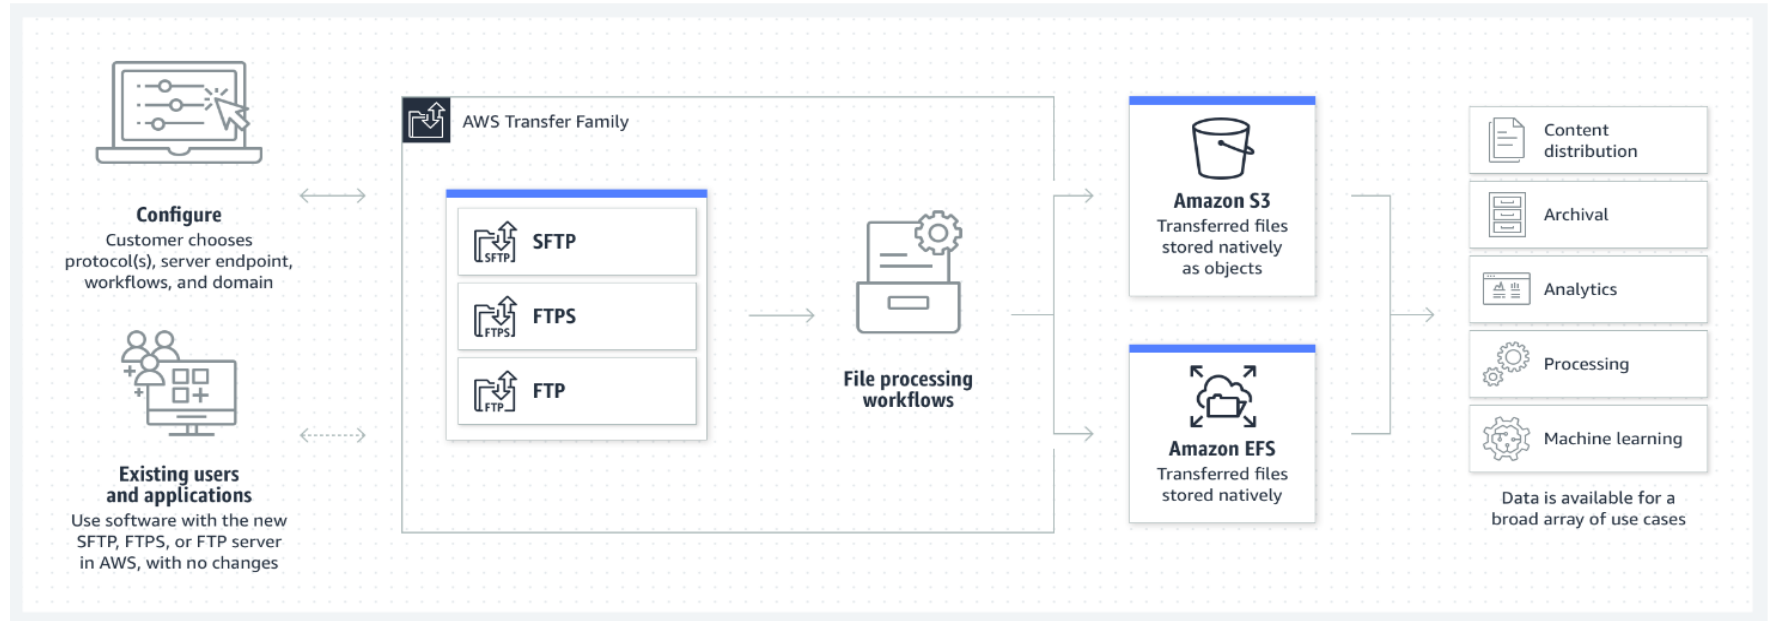 Configure
Customer chooses
protocol(s), server endpoint,
workflows, and domain
Existing users
and applications
Use software with the new
SFTP, FTPS, or FTP server
in AWS, with no changes
AWS Transfer Family
SFTP
SFTP
FTPS
FTPS
FTP
FTP
File processing
workflows
Amazon S3
Transferred files
stored natively
as objects
Amazon EFS
Transferred files
stored natively
Content
distribution
Archival
Analytics
Processing
Machine learning
Data is available for a
broad array of use cases